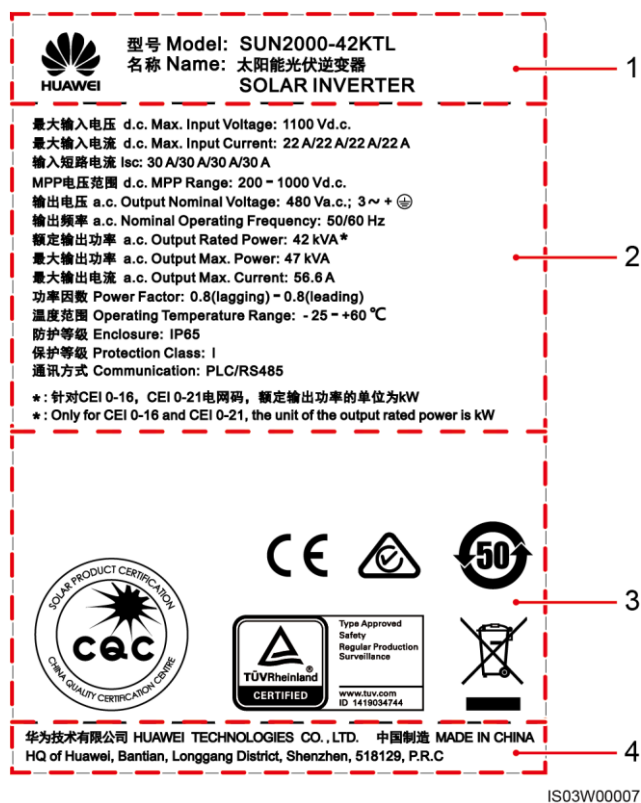 HUAWEI
型号 Model: SUN2000-42KTL
名称 Name: 太阳能光伏逆变器
SOLAR INVERTER
1
最大输入电压 d.c. Max. Input Voltage: 1100 Vd.c.
最大输入电流 d.c. Max. Input Current: 22 A/22 A/22 A/22 A
输入短路电流 Isc: 30 A/30 A/30 A/30 A
MPP电压范围 d.c. MPP Range: 200 - 1000 Vd.c.
输出电压 a.c. Output Nominal Voltage: 480 Va.c.; 3～ +
输出频率 a.c. Nominal Operating Frequency: 50/60 Hz
额定输出功率 a.c. Output Rated Power: 42 kVA*
最大输出功率 a.c. Output Max. Power: 47 kVA
最大输出电流 a.c. Output Max. Current: 56.6 A
功率因数 Power Factor: 0.8(lagging) - 0.8(leading)
温度范围 Operating Temperature Range: - 25 - +60 ℃
防护等级 Enclosure: IP65
保护等级 Protection Class: I
通讯方式 Communication: PLC/RS485
*: 针对CEI 0-16, CEI 0-21电网码, 额定输出功率的单位为kW
*: Only for CEI 0-16 and CEI 0-21, the unit of the output rated power is kW
2
CE
50
SOLAR PRODUCT CERTIFICATION
CQC
CHINA QUALITY CERTIFICATION CENTRE
TÜVRheinland®
CERTIFIED
Type Approved
Safety
Regular Production
Surveillance
www.tuv.com
ID 1419034744
3
华为技术有限公司 HUAWEI TECHNOLOGIES CO., LTD. 中国制造 MADE IN CHINA
HQ of Huawei, Bantian, Longgang District, Shenzhen, 518129, P.R.C
4
IS03W00007